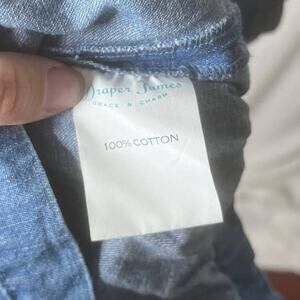 Draper James
GRACE & CHARM
100% COTTON